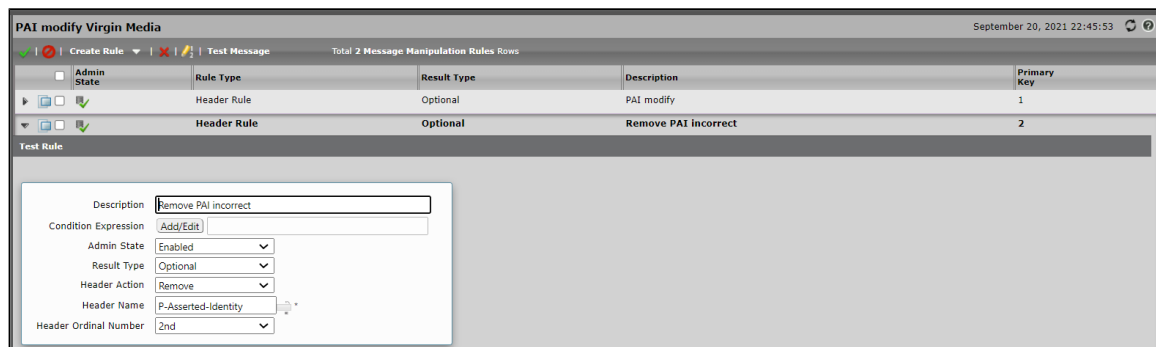 PAI modify Virgin Media
September 20, 2021 22:45:53
Create Rule | Test Message Total 2 Message Manipulation Rules Rows
Admin State Rule Type Result Type Description Primary Key
Header Rule Optional PAI modify 1
Header Rule Optional Remove PAI incorrect 2
Test Rule
Description Remove PAI incorrect
Condition Expression Add/Edit
Admin State Enabled
Result Type Optional
Header Action Remove
Header Name P-Asserted-Identity *
Header Ordinal Number 2nd